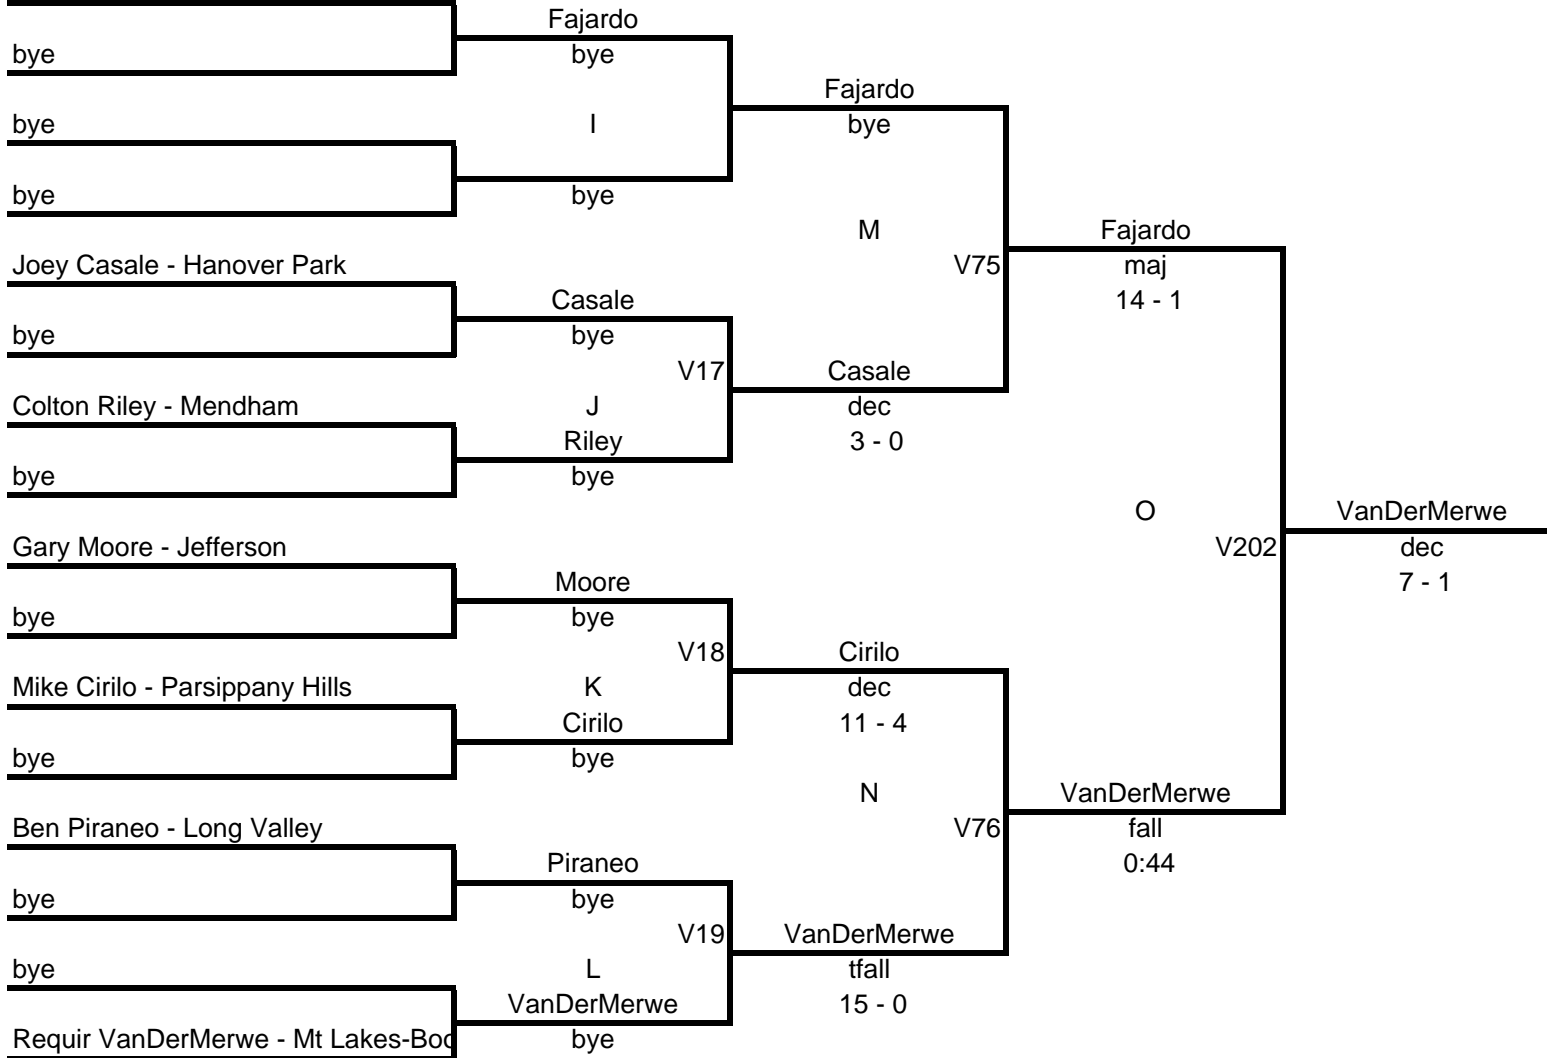 Fajardo
bye
bye
Fajardo
bye
I
bye
bye
bye
M
Fajardo
Joey Casale - Hanover Park
V75
maj
Casale
14 - 1
bye
bye
V17
Casale
Colton Riley - Mendham
J
dec
Riley
3 - 0
bye
bye
O
VanDerMerwe
Gary Moore - Jefferson
V202
dec
Moore
7 - 1
bye
bye
V18
Cirilo
Mike Cirilo - Parsippany Hills
K
dec
Cirilo
11 - 4
bye
bye
N
VanDerMerwe
Ben Piraneo - Long Valley
V76
fall
Piraneo
0:44
bye
bye
V19
VanDerMerwe
bye
L
tfall
VanDerMerwe
15 - 0
Requir VanDerMerwe - Mt Lakes-Boo
bye